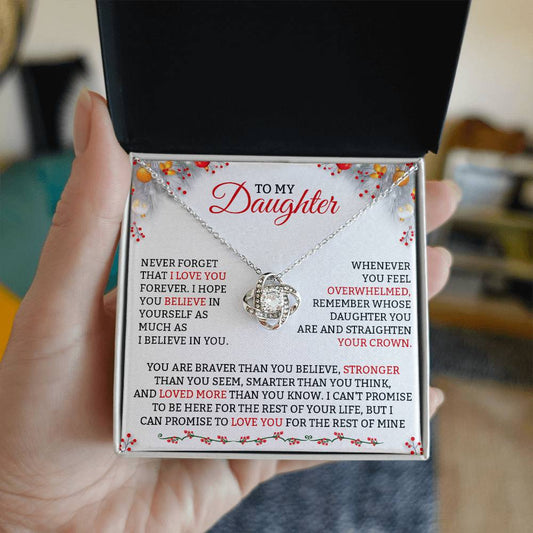 TO MY
Daughter
NEVER FORGET
THAT I LOVE YOU
FOREVER. I HOPE
YOU BELIEVE IN
YOURSELF AS
MUCH AS
I BELIEVE IN YOU.
WHENEVER
YOU FEEL
OVERWHELMED,
REMEMBER WHOSE
DAUGHTER YOU
ARE AND STRAIGHTEN
YOUR CROWN.
YOU ARE BRAVER THAN YOU BELIEVE, STRONGER
THAN YOU SEEM, SMARTER THAN YOU THINK,
AND LOVED MORE THAN YOU KNOW. I CAN'T PROMISE
TO BE HERE FOR THE REST OF YOUR LIFE, BUT I
CAN PROMISE TO LOVE YOU FOR THE REST OF MINE